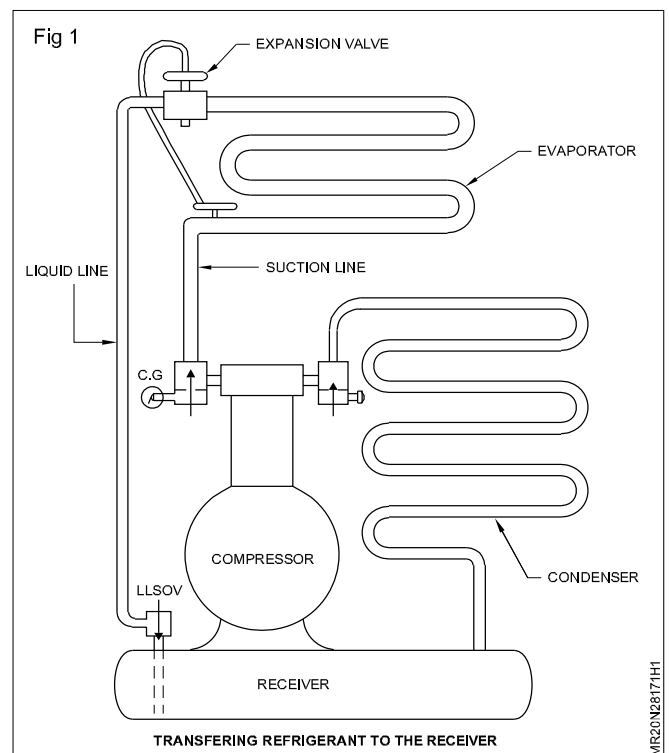 Fig 1
EXPANSION VALVE
EVAPORATOR
SUCTION LINE
LIQUID LINE
C.G
COMPRESSOR
CONDENSER
LLSOV
RECEIVER
TRANSFERING REFRIGERANT TO THE RECEIVER
MR20N28171H1